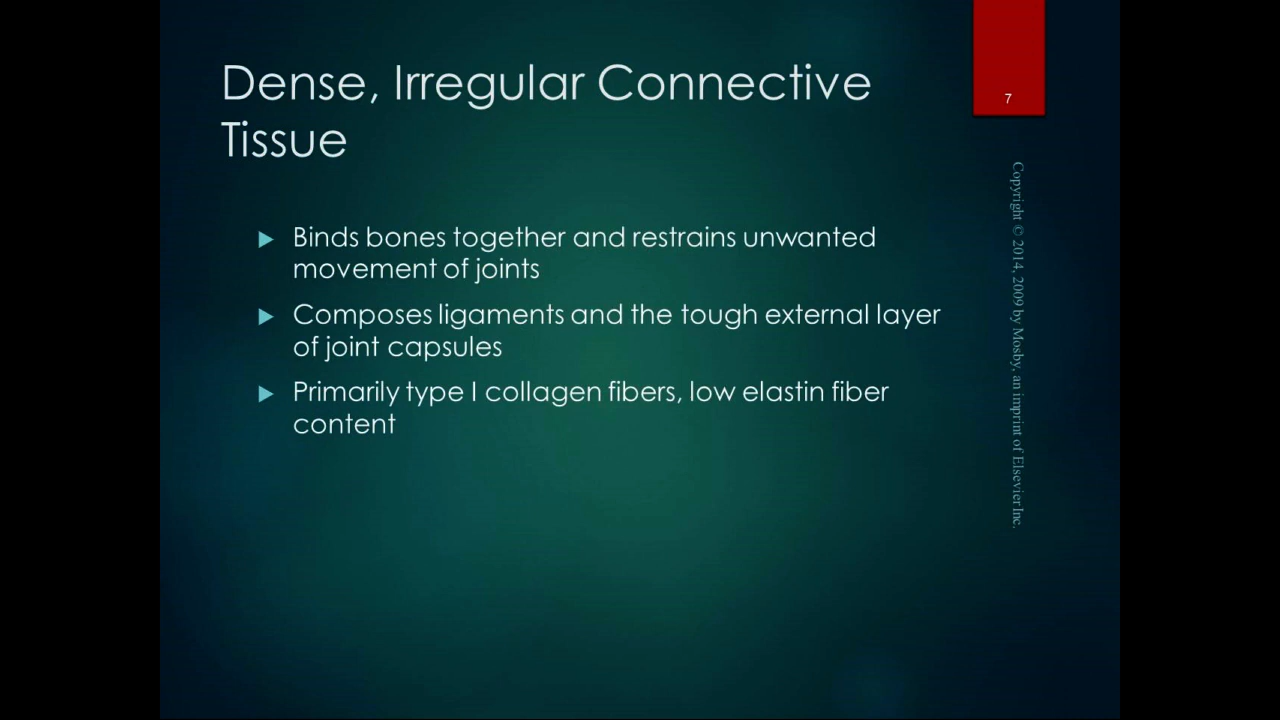 Dense, Irregular Connective
Tissue
7
Binds bones together and restrains unwanted
movement of joints
Composes ligaments and the tough external layer
of joint capsules
Primarily type I collagen fibers, low elastin fiber
content
Copyright © 2014, 2009 by Mosby, an imprint of Elsevier Inc.